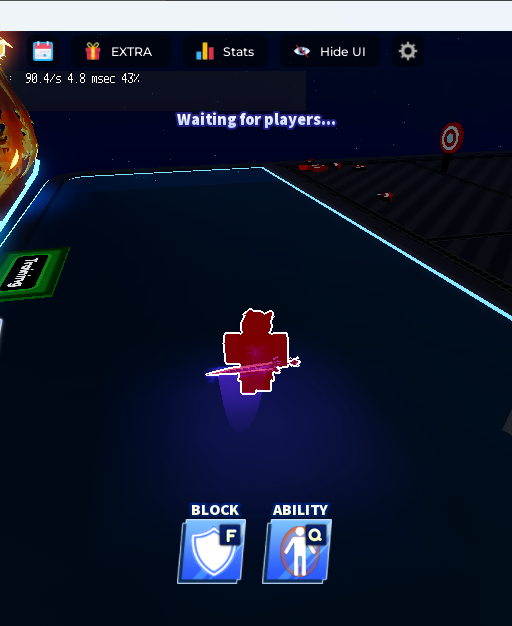 EXTRA Stats Hide UI
: 90.4/s 4.8 msec 43%
Waiting for players...
Training
BLOCK ABILITY
F Q